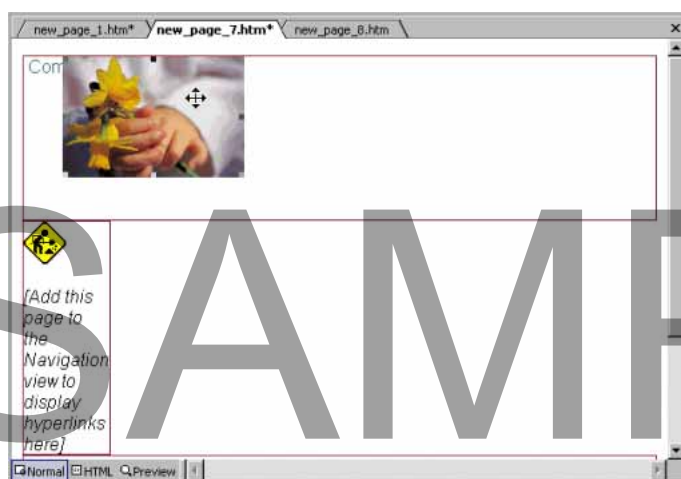 new_page_1.htm* new_page_7.htm* new_page_8.htm
Com
[Add this
page to
the
Navigation
view to
display
hyperlinks
here]
Normal HTML Preview
SAMP